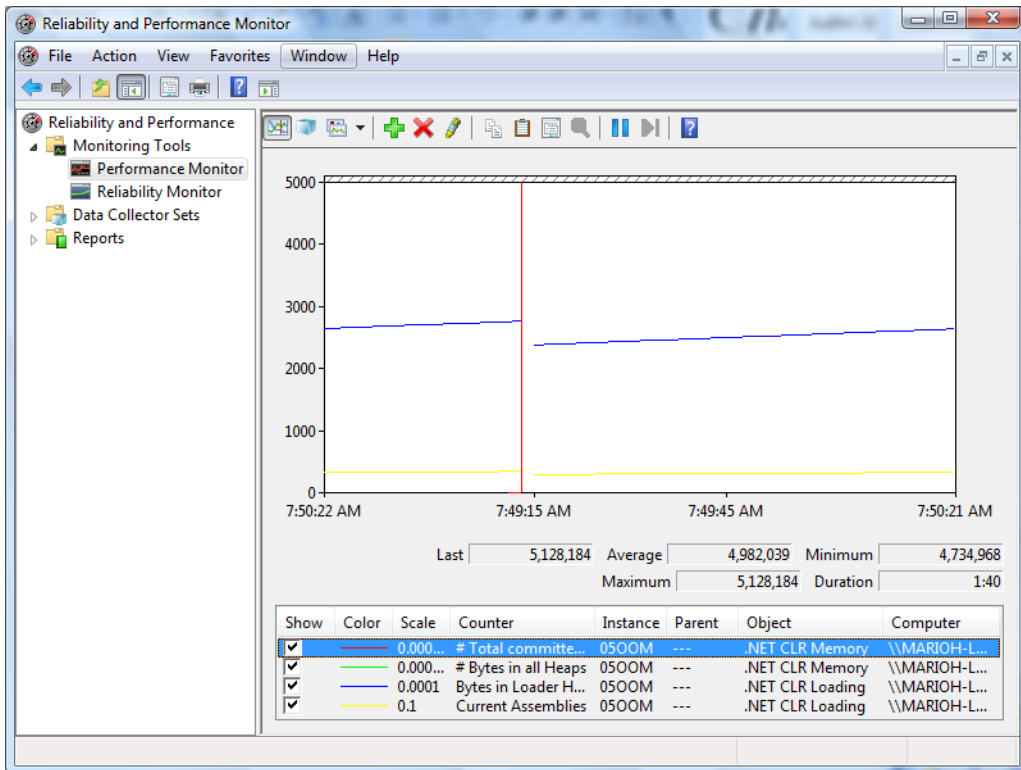 Reliability and Performance Monitor
File Action View Favorites Window Help
Reliability and Performance
Monitoring Tools
Performance Monitor
Reliability Monitor
Data Collector Sets
Reports
5000
4000
3000
2000
1000
0
7:50:22 AM 7:49:15 AM 7:49:45 AM 7:50:21 AM
Last 5,128,184 Average 4,982,039 Minimum 4,734,968
Maximum 5,128,184 Duration 1:40
Show Color Scale Counter Instance Parent Object Computer
0.000... # Total committe... 05OOM --- .NET CLR Memory \\MARIOH-L...
0.000... # Bytes in all Heaps 05OOM --- .NET CLR Memory \\MARIOH-L...
0.0001 Bytes in Loader H... 05OOM --- .NET CLR Loading \\MARIOH-L...
0.1 Current Assemblies 05OOM --- .NET CLR Loading \\MARIOH-L...